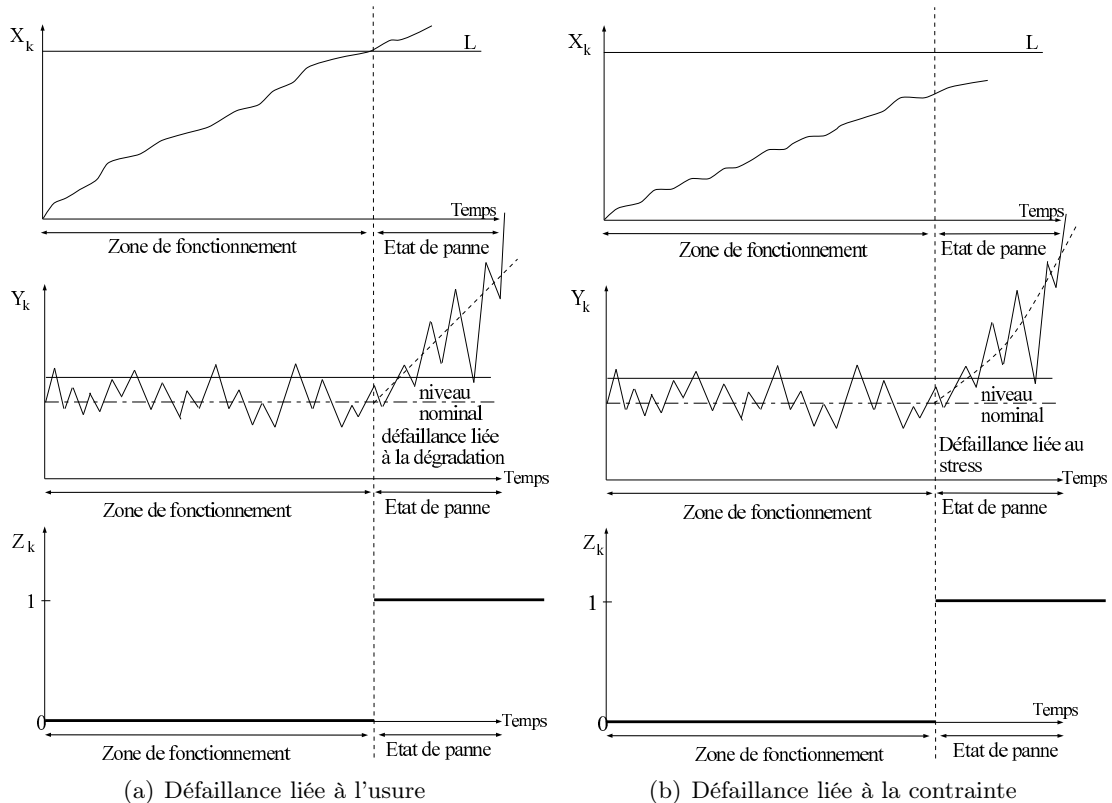 X_k
L
Temps
Zone de fonctionnement
Etat de panne
Y_k
niveau
nominal
défaillance liée
à la dégradation
Temps
Zone de fonctionnement
Etat de panne
Z_k
1
0
Temps
Zone de fonctionnement
Etat de panne
(a) Défaillance liée à l'usure
X_k
L
Temps
Zone de fonctionnement
Etat de panne
Y_k
niveau
nominal
Défaillance liée au
stress
Temps
Zone de fonctionnement
Etat de panne
Z_k
1
0
Temps
Zone de fonctionnement
Etat de panne
(b) Défaillance liée à la contrainte